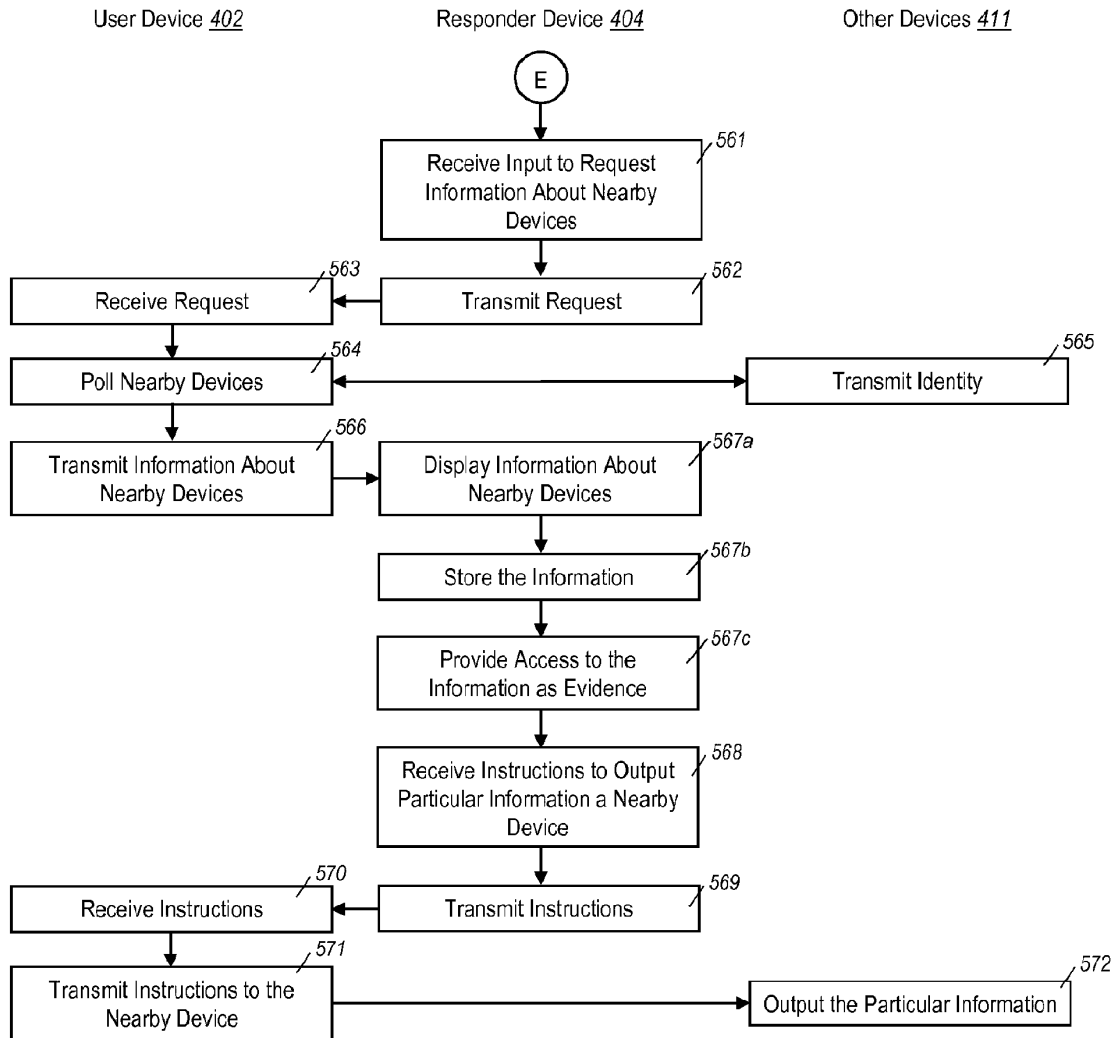 User Device 402
Responder Device 404
Other Devices 411
E
561
Receive Input to Request
Information About Nearby
Devices
563
Receive Request
562
Transmit Request
564
Poll Nearby Devices
565
Transmit Identity
566
Transmit Information About
Nearby Devices
567a
Display Information About
Nearby Devices
567b
Store the Information
567c
Provide Access to the
Information as Evidence
568
Receive Instructions to Output
Particular Information a Nearby
Device
570
Receive Instructions
569
Transmit Instructions
571
Transmit Instructions to the
Nearby Device
572
Output the Particular Information